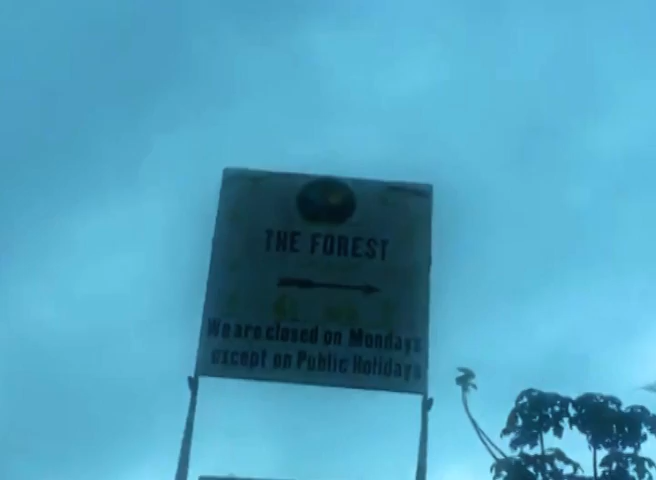 THE FOREST
We are closed on Mondays
except on Public Holidays